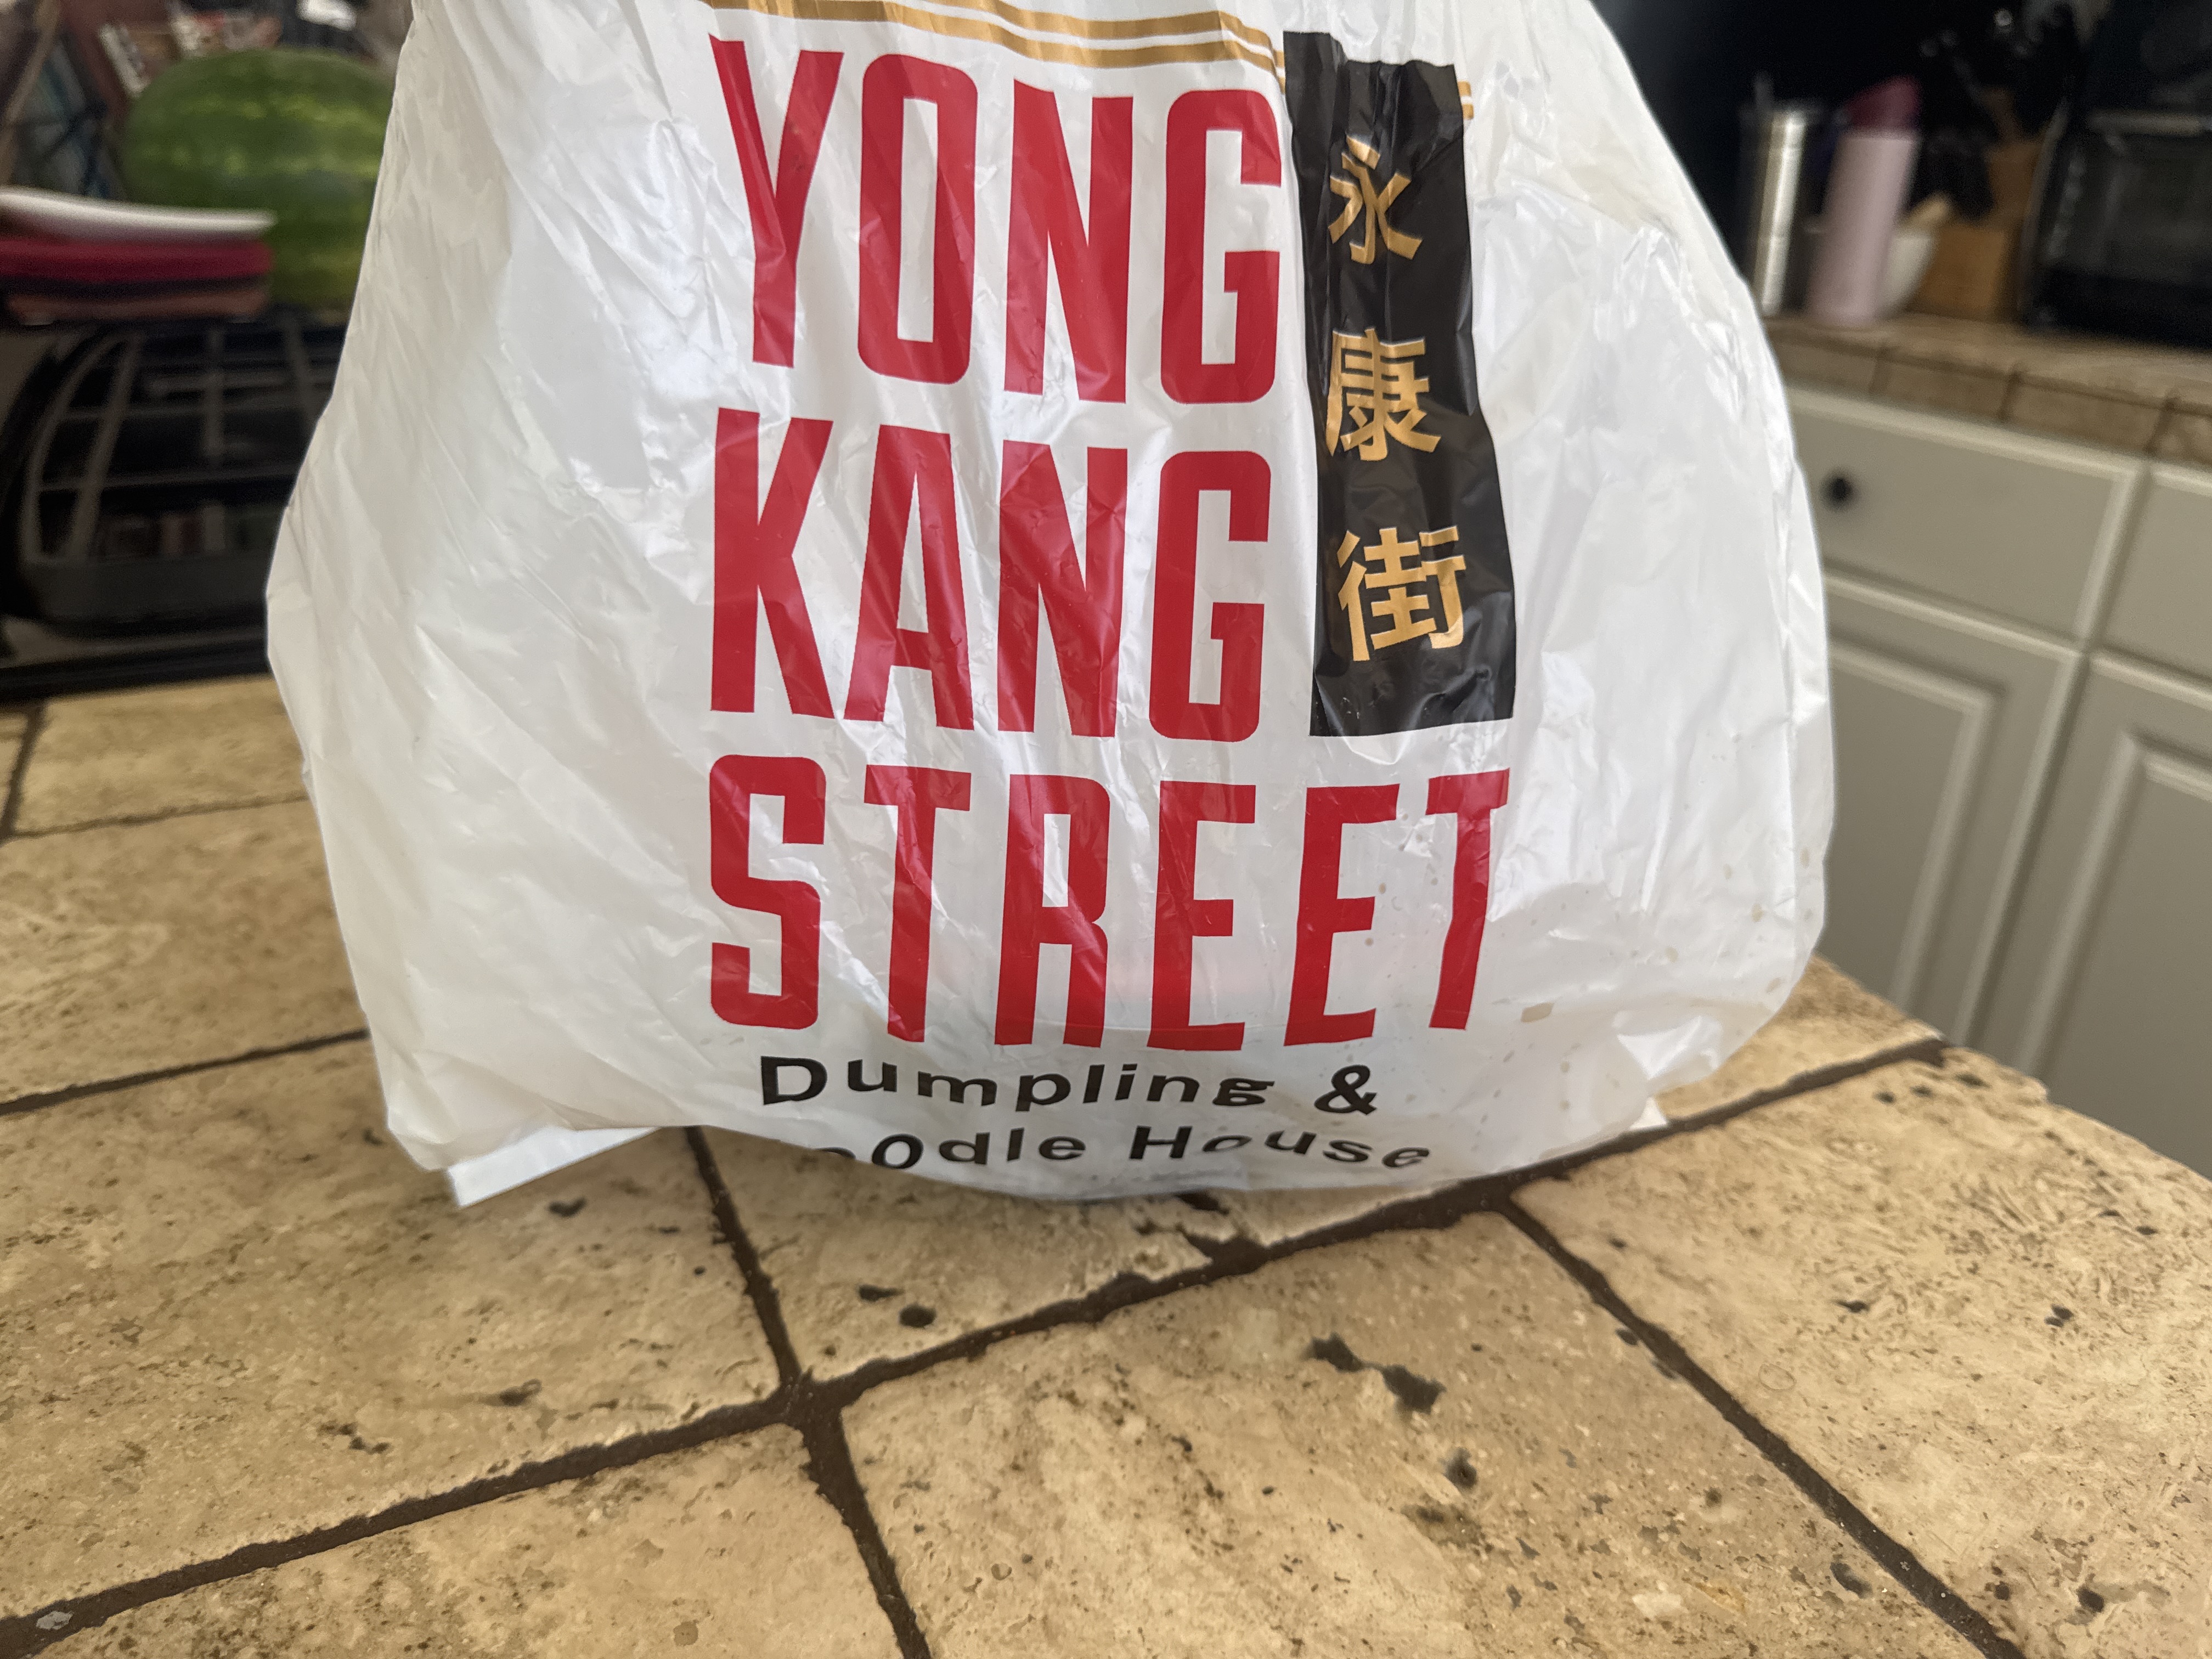 YONG
KANG
STREET
永康街
Dumpling &
House